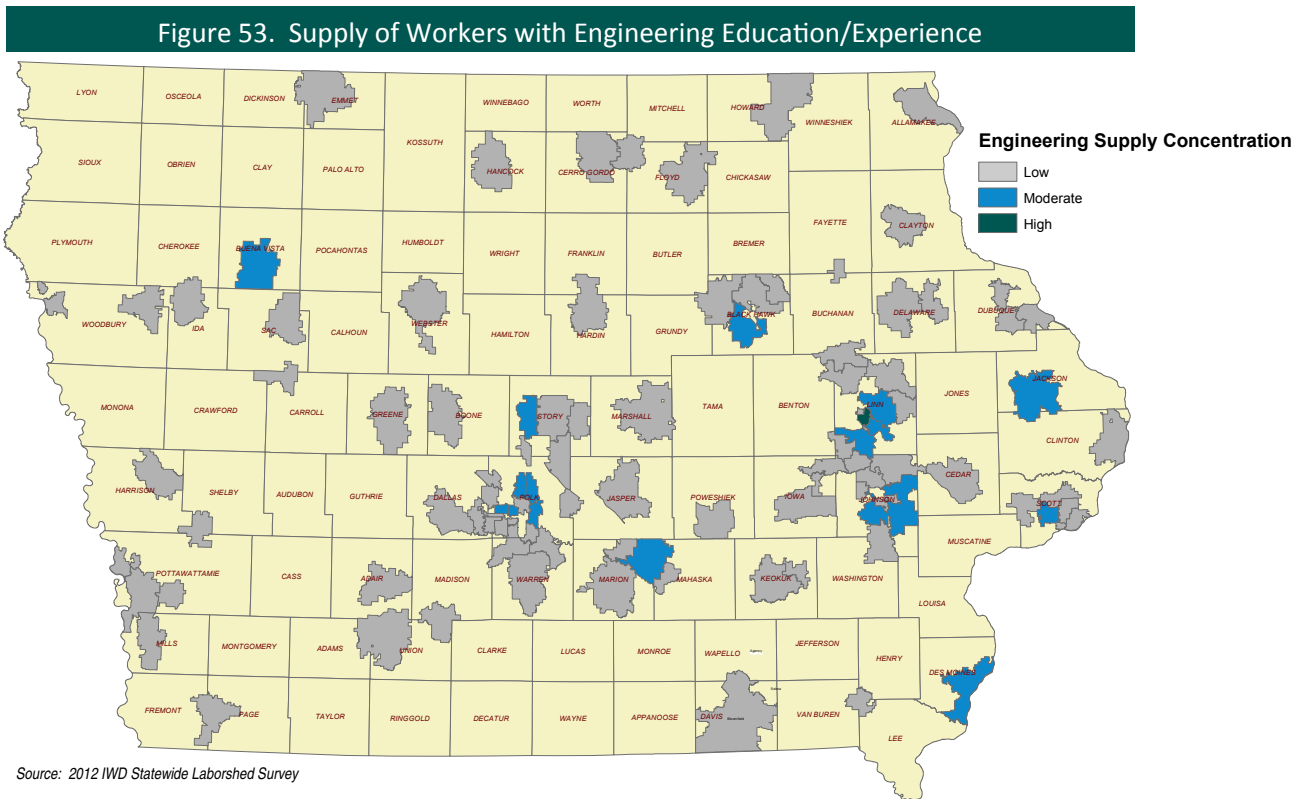 Figure 53. Supply of Workers with Engineering Education/Experience
Engineering Supply Concentration
Low
Moderate
High
LYON
OSCEOLA
DICKINSON
EMMET
WINNEBAGO
WORTH
MITCHELL
HOWARD
WINNESHIEK
ALLAMAKEE
KOSSUTH
SIOUX
OBRIEN
CLAY
PALO ALTO
HANCOCK
CERRO GORDO
FLOYD
CHICKASAW
PLYMOUTH
CHEROKEE
BUENA VISTA
POCAHONTAS
HUMBOLDT
WRIGHT
FRANKLIN
BUTLER
BREMER
FAYETTE
CLAYTON
WOODBURY
IDA
SAC
CALHOUN
WEBSTER
HAMILTON
HARDIN
GRUNDY
BLACK HAWK
BUCHANAN
DELAWARE
DUBUQUE
MONONA
CRAWFORD
CARROLL
GREENE
BOONE
STORY
MARSHALL
TAMA
BENTON
LINN
JONES
JACKSON
CLINTON
HARRISON
SHELBY
AUDUBON
GUTHRIE
DALLAS
POLK
JASPER
POWESHIEK
IOWA
JOHNSON
CEDAR
SCOTT
MUSCATINE
POTTAWATTAMIE
CASS
ADAIR
MADISON
WARREN
MARION
MAHASKA
KEOKUK
WASHINGTON
LOUISA
MILLS
MONTGOMERY
ADAMS
UNION
CLARKE
LUCAS
MONROE
WAPELLO
Agency
JEFFERSON
HENRY
DES MOINES
FREMONT
PAGE
TAYLOR
RINGGOLD
DECATUR
WAYNE
APPANOOSE
DAVIS
VAN BUREN
LEE
Source: 2012 IWD Statewide Laborshed Survey